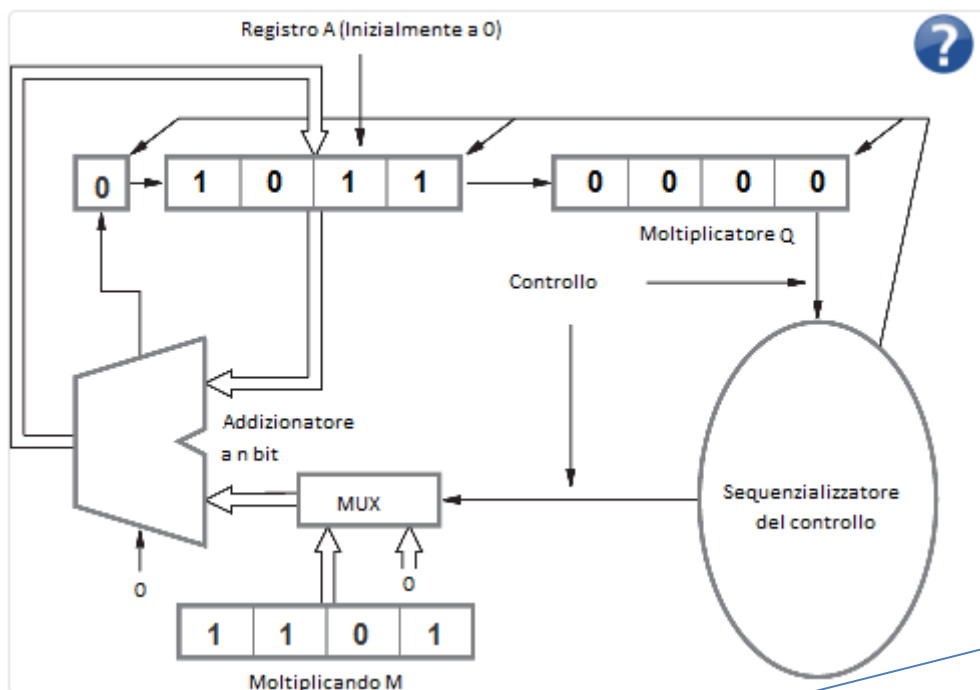 Registro A (Inizialmente a 0)
?
0 1 0 1 1 0 0 0 0
Moltiplicatore Q
Controllo
Addizionatore
a n bit
MUX
Sequenzializzatore
del controllo
0
0
1 1 0 1
Moltiplicando M